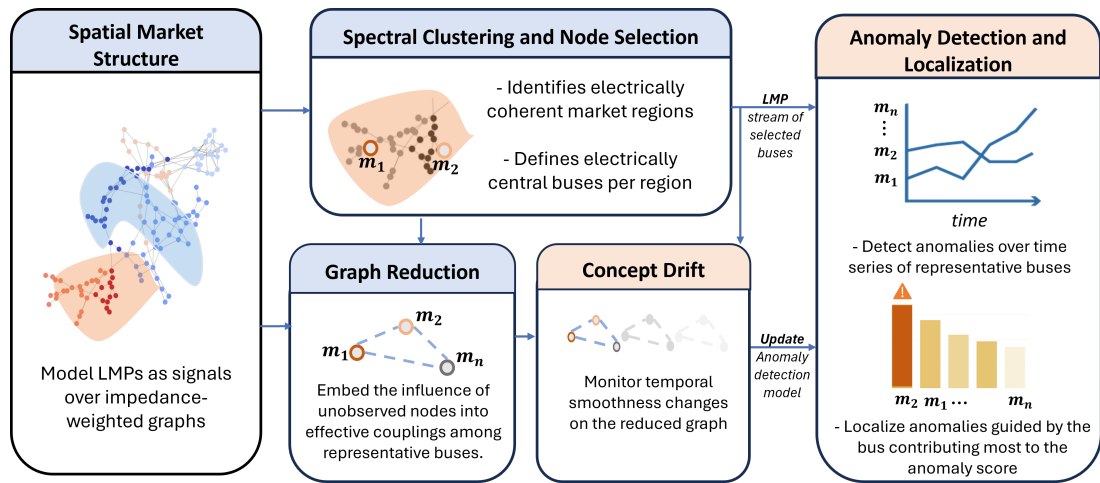 Spatial Market
Structure
Model LMPs as signals
over impedance-
weighted graphs
Spectral Clustering and Node Selection
m1
m2
- Identifies electrically
coherent market regions
- Defines electrically
central buses per region
Graph Reduction
m1
m2
mn
Embed the influence of
unobserved nodes into
effective couplings among
representative buses.
Concept Drift
Monitor temporal
smoothness changes
on the reduced graph
LMP
stream of
selected
buses
Update
Anomaly
detection
model
Anomaly Detection and
Localization
mn
⋮
m2
m1
time
- Detect anomalies over time
series of representative buses
!
m2 m1 ... mn
- Localize anomalies guided by the
bus contributing most to the
anomaly score